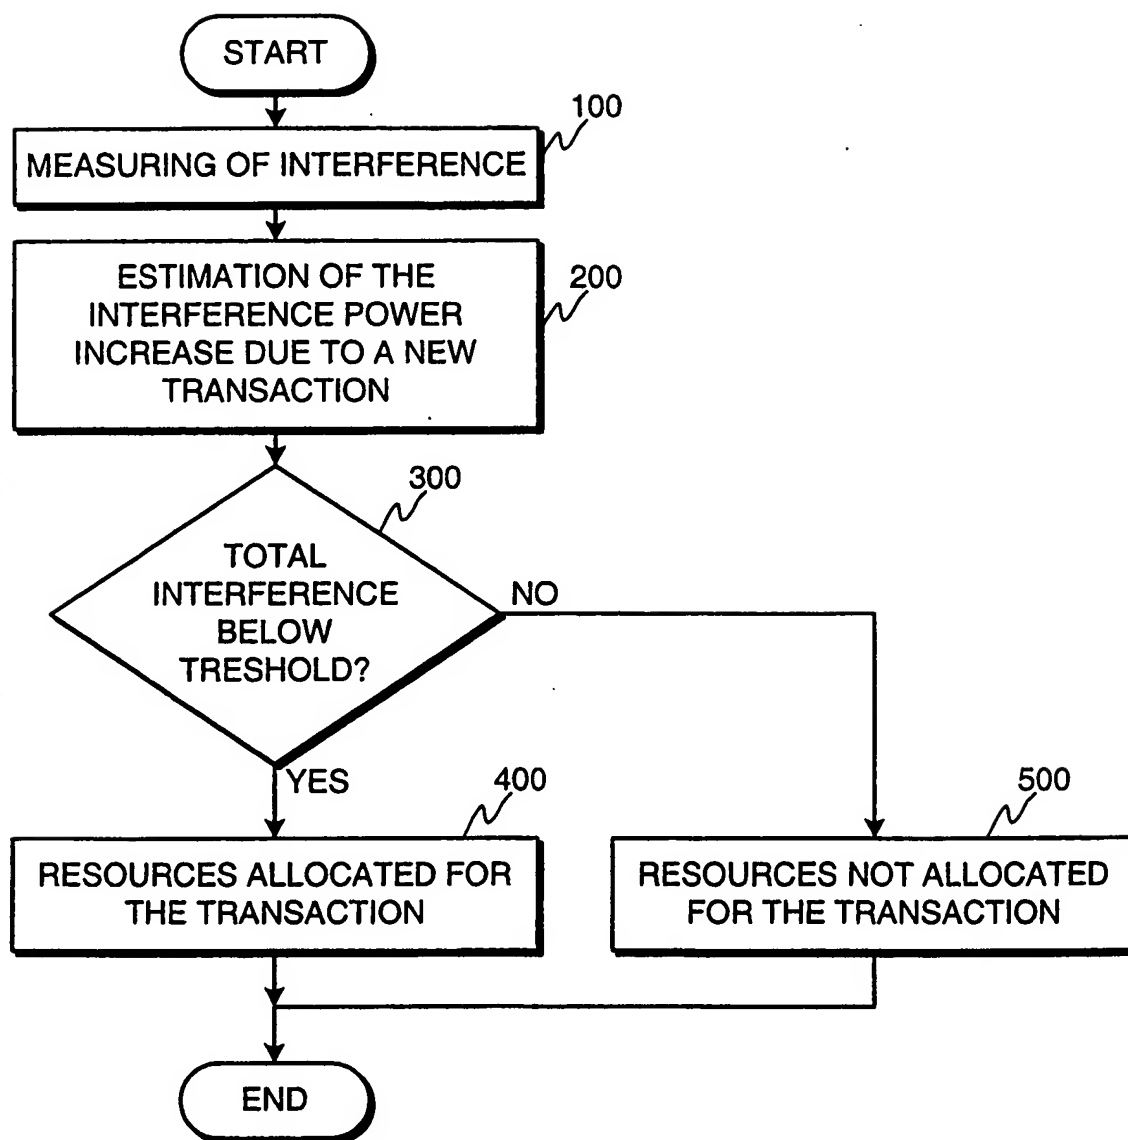 START
100
MEASURING OF INTERFERENCE
200
ESTIMATION OF THE
INTERFERENCE POWER
INCREASE DUE TO A NEW
TRANSACTION
300
TOTAL
INTERFERENCE
BELOW
TRESHOLD?
NO
YES
400
RESOURCES ALLOCATED FOR
THE TRANSACTION
500
RESOURCES NOT ALLOCATED
FOR THE TRANSACTION
END